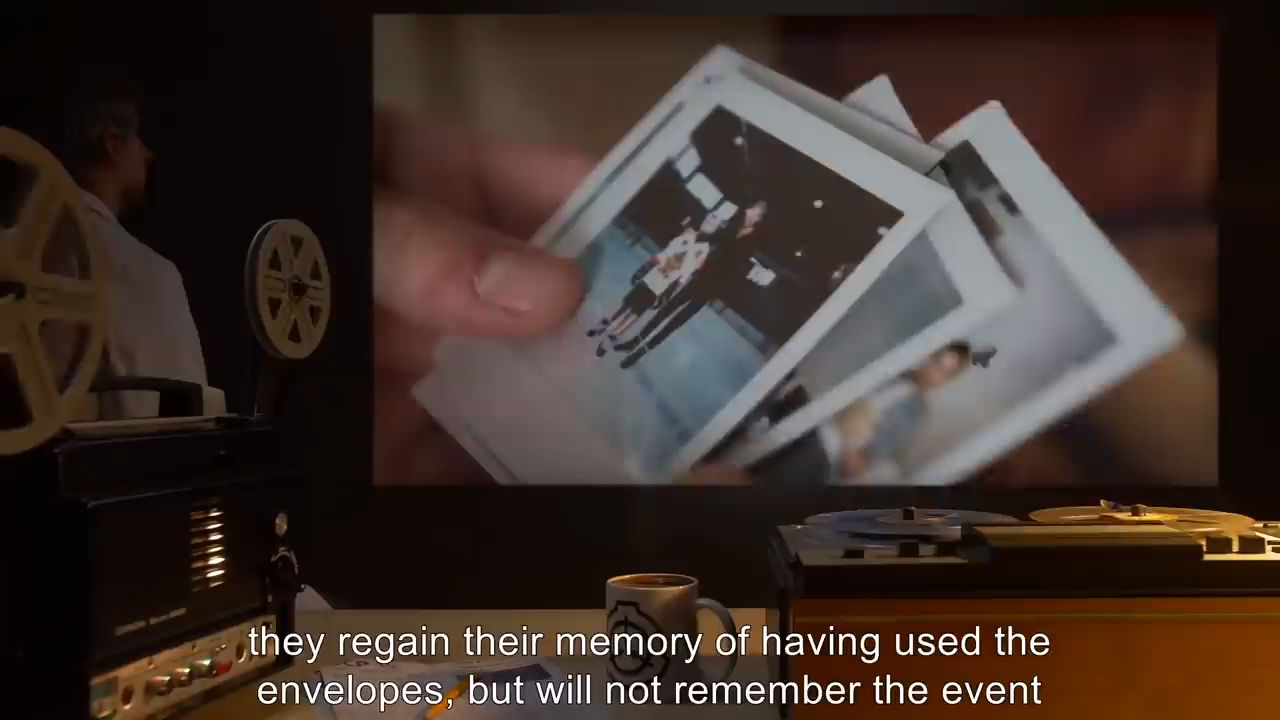 they regain their memory of having used the
envelopes, but will not remember the event